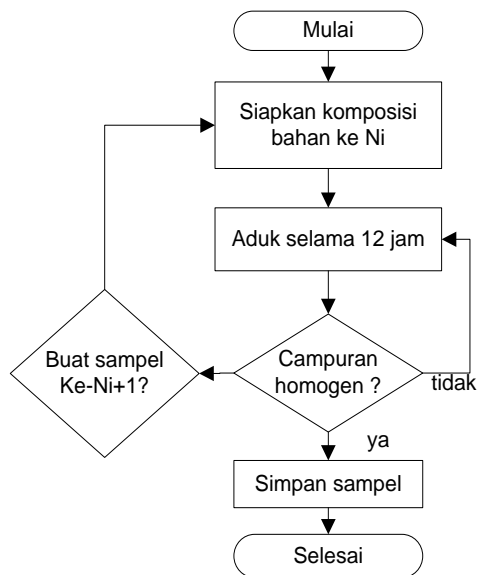 Mulai
Siapkan komposisi
bahan ke Ni
Aduk selama 12 jam
Buat sampel
Ke-Ni+1?
Campuran
homogen ?
tidak
ya
Simpan sampel
Selesai